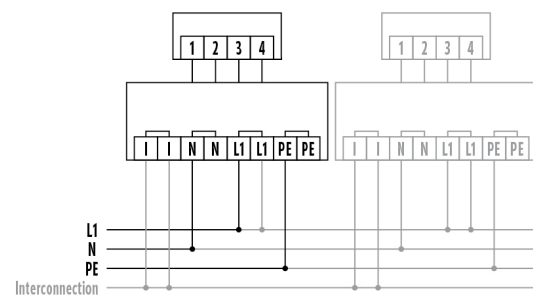 1 2 3 4 1 2 3 4
I I N N L1 L1 PE PE I I N N L1 L1 PE PE
L1
N
PE
Interconnection